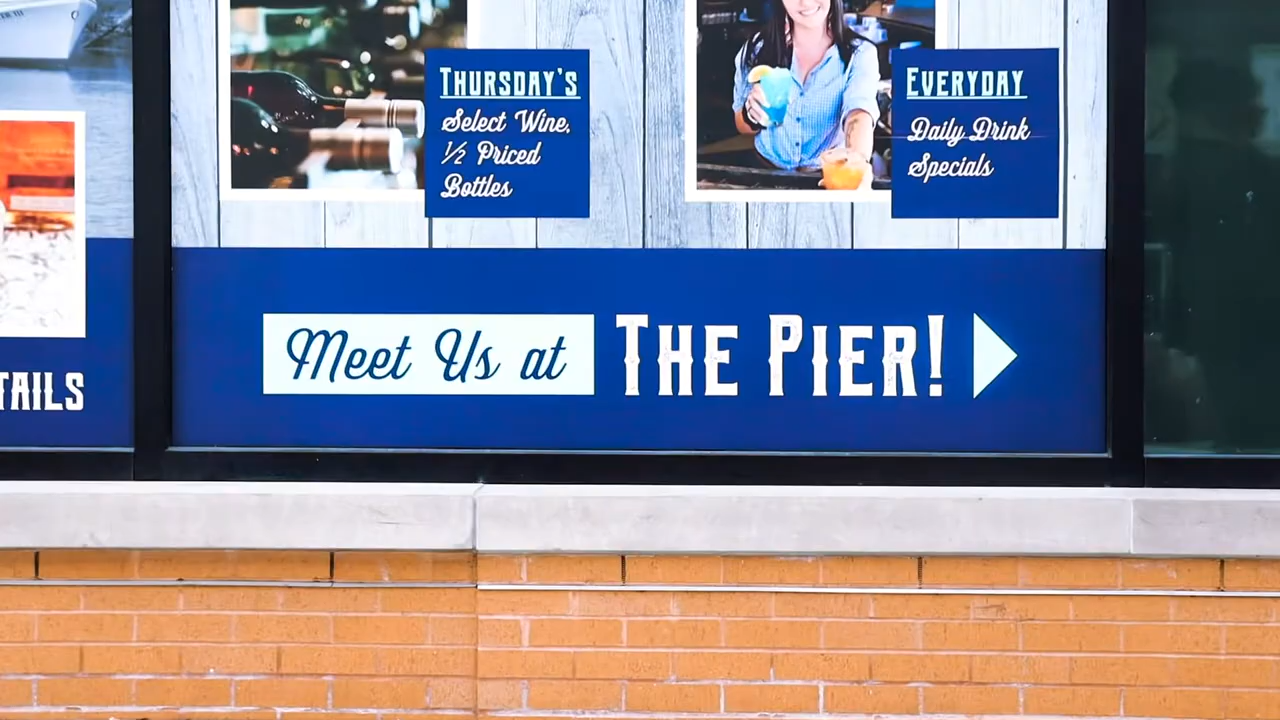 THURSDAY'S
Select Wine,
½ Priced
Bottles
EVERYDAY
Daily Drink
Specials
Meet Us at THE PIER!
TAILS